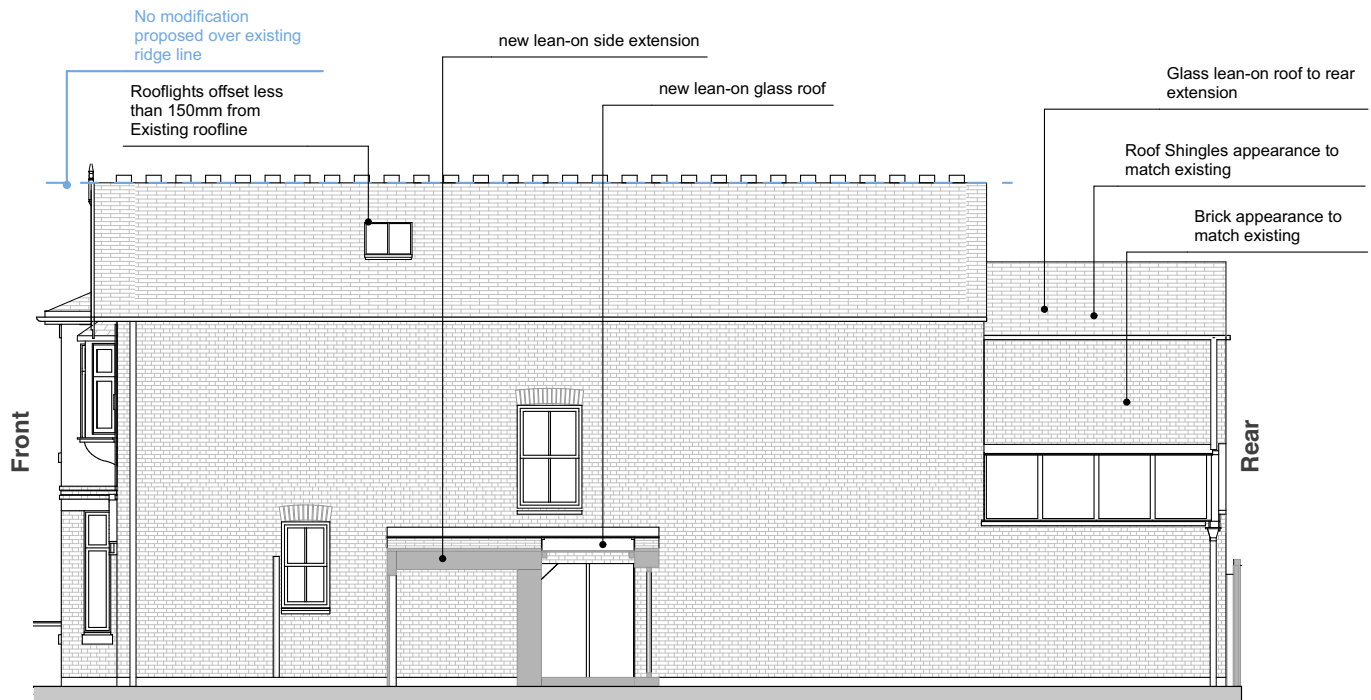 No modification
proposed over existing
ridge line
Rooflights offset less
than 150mm from
Existing roofline
new lean-on side extension
new lean-on glass roof
Glass lean-on roof to rear
extension
Roof Shingles appearance to
match existing
Brick appearance to
match existing
Front
Rear